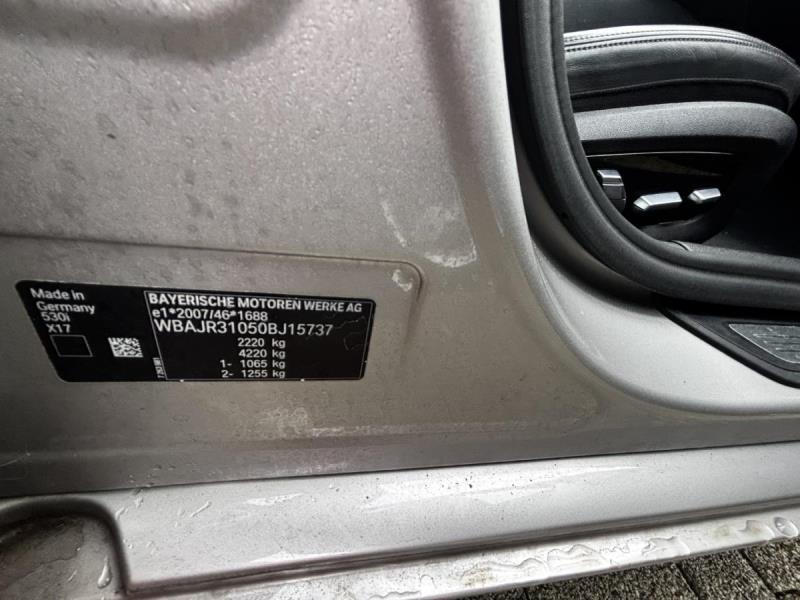 Made in
Germany
530i
X17
BAYERISCHE MOTOREN WERKE AG
e1*2007/46*1688
WBAJR31050BJ15737
2220 kg
4220 kg
1- 1065 kg
2- 1255 kg